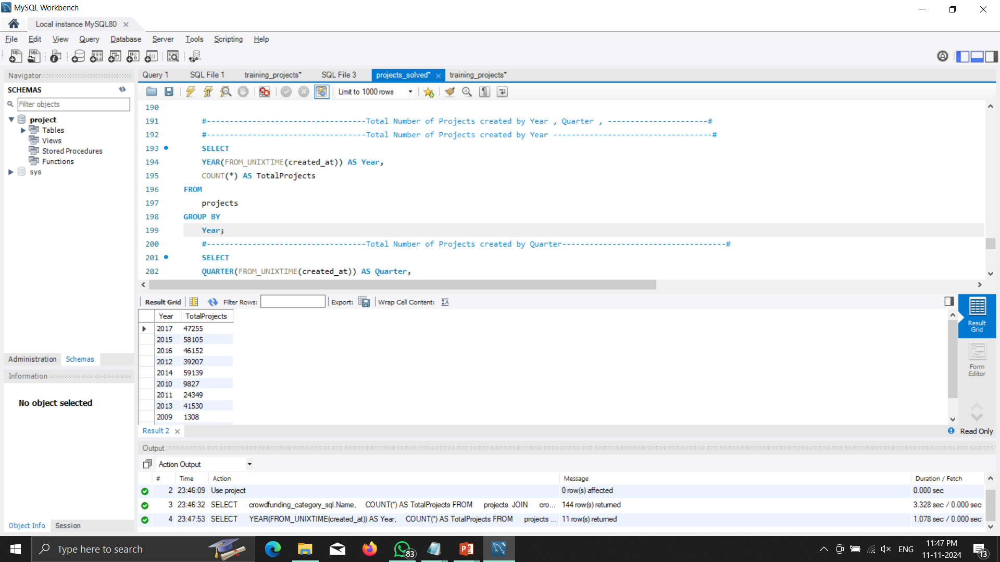 MySQL Workbench
Local instance MySQL80
File Edit View Query Database Server Tools Scripting Help
Navigator
SCHEMAS
Filter objects
project
Tables
Views
Stored Procedures
Functions
sys
Administration Schemas
Information
No object selected
Object Info Session
Query 1 SQL File 1 training_projects* SQL File 3 projects_solved* training_projects*
Limit to 1000 rows
190
191 #-----------------------------------Total Number of Projects created by Year , Quarter , ----------------------#
192 #-----------------------------------Total Number of Projects created by Year -----------------------------------#
193 SELECT
194 YEAR(FROM_UNIXTIME(created_at)) AS Year,
195 COUNT(*) AS TotalProjects
196 FROM
197 projects
198 GROUP BY
199 Year;
200 #-----------------------------------Total Number of Projects created by Quarter------------------------------------#
201 SELECT
202 QUARTER(FROM_UNIXTIME(created_at)) AS Quarter,
Result Grid Filter Rows: Export: Wrap Cell Content:
Year TotalProjects
2017 47255
2015 58105
2016 46152
2012 39207
2014 59139
2010 9827
2011 24349
2013 41530
2009 1308
Result Grid
Form Editor
Result 2
Read Only
Output
Action Output
# Time Action Message Duration / Fetch
2 23:46:09 Use project 0 row(s) affected 0.000 sec
3 23:46:32 SELECT crowdfunding_category_sql.Name, COUNT(*) AS TotalProjects FROM projects JOIN cro... 144 row(s) returned 3.328 sec / 0.000 sec
4 23:47:53 SELECT YEAR(FROM_UNIXTIME(created_at)) AS Year, COUNT(*) AS TotalProjects FROM projects ... 11 row(s) returned 1.078 sec / 0.000 sec
Type here to search
83
ENG
11:47 PM
11-11-2024
13